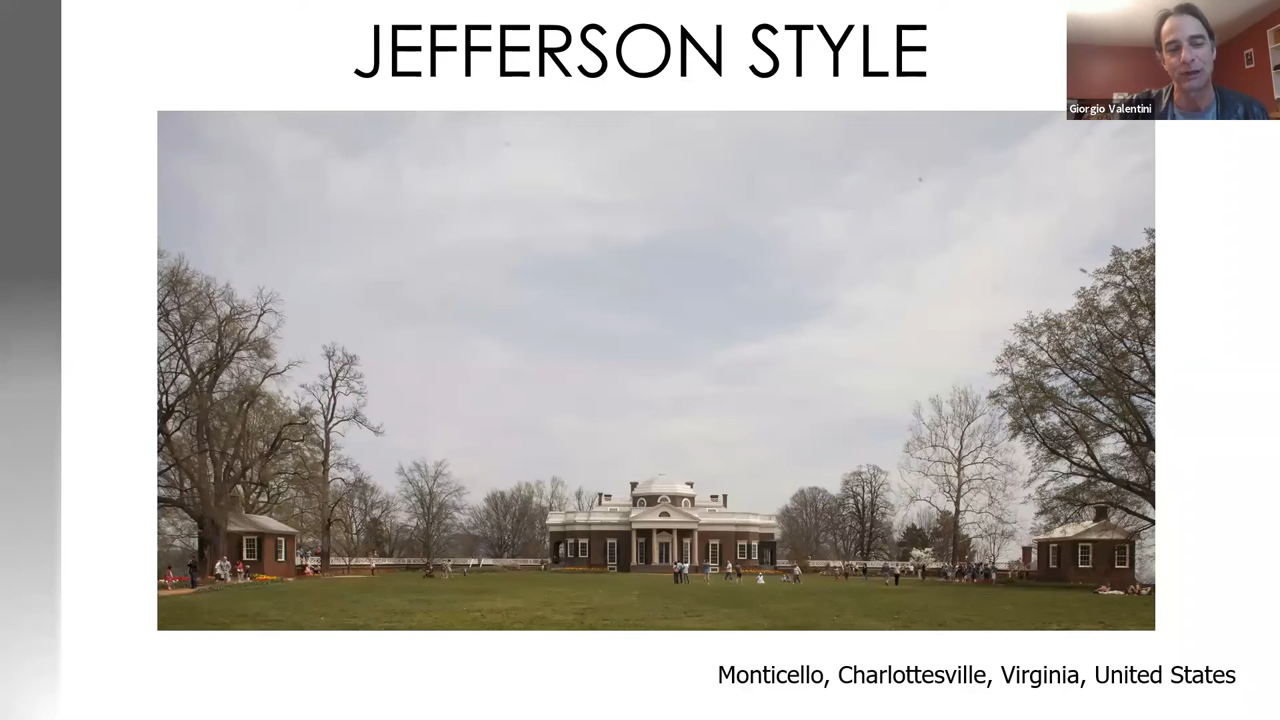 JEFFERSON STYLE
Giorgio Valentini
Monticello, Charlottesville, Virginia, United States